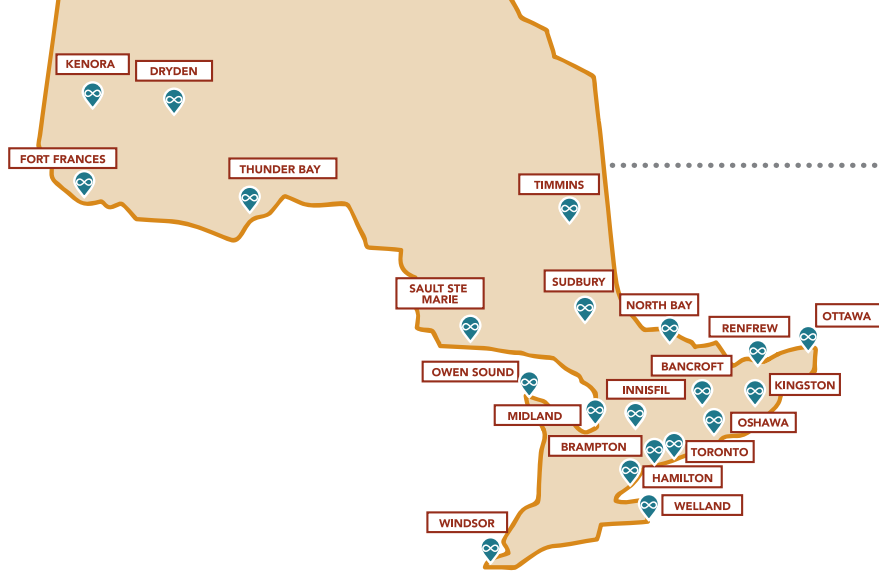 KENORA
DRYDEN
FORT FRANCES
THUNDER BAY
TIMMINS
SUDBURY
SAULT STE
MARIE
NORTH BAY
OTTAWA
RENFREW
BANCROFT
OWEN SOUND
INNISFIL
KINGSTON
MIDLAND
OSHAWA
BRAMPTON
TORONTO
HAMILTON
WELLAND
WINDSOR